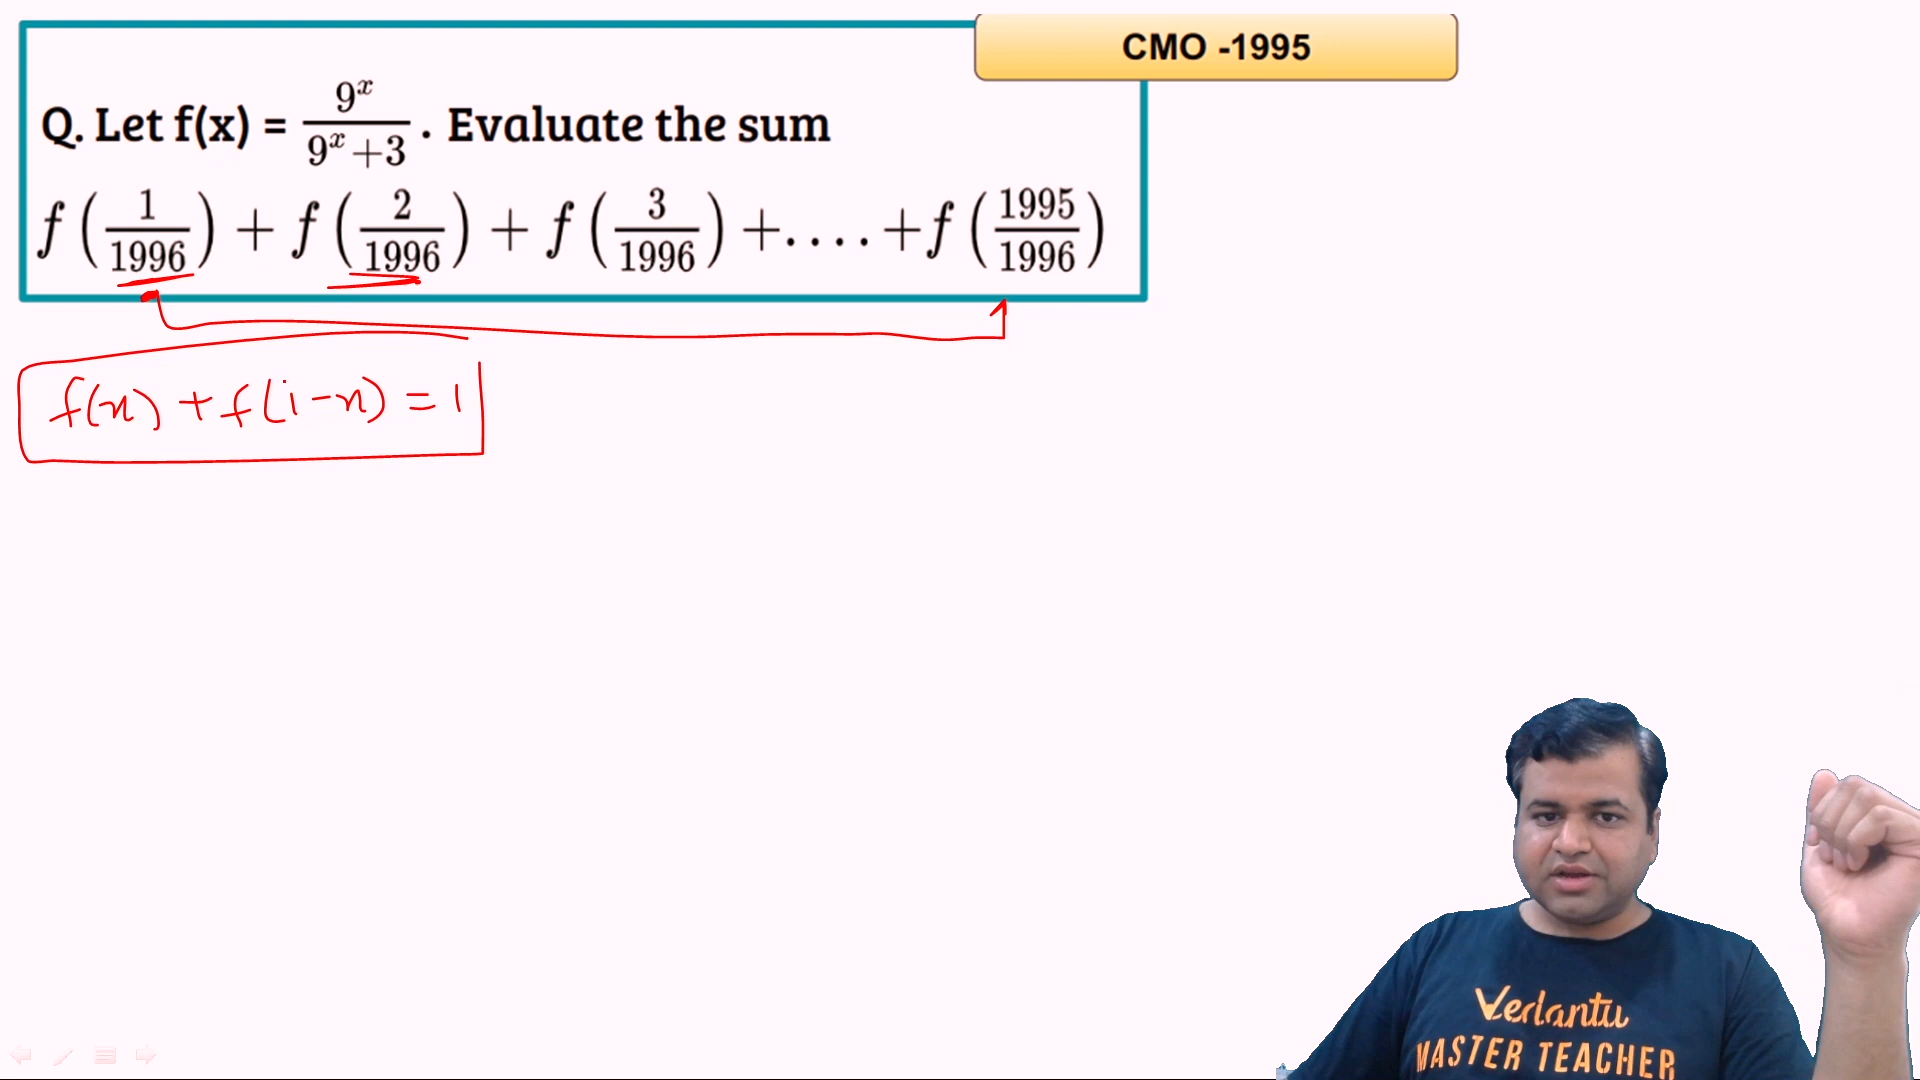 CMO -1995
Q. Let f(x) = 9^x / (9^x + 3) . Evaluate the sum
f(1/1996) + f(2/1996) + f(3/1996) +....+f(1995/1996)
f(x) + f(1-x) = 1
Vedantu
MASTER TEACHER